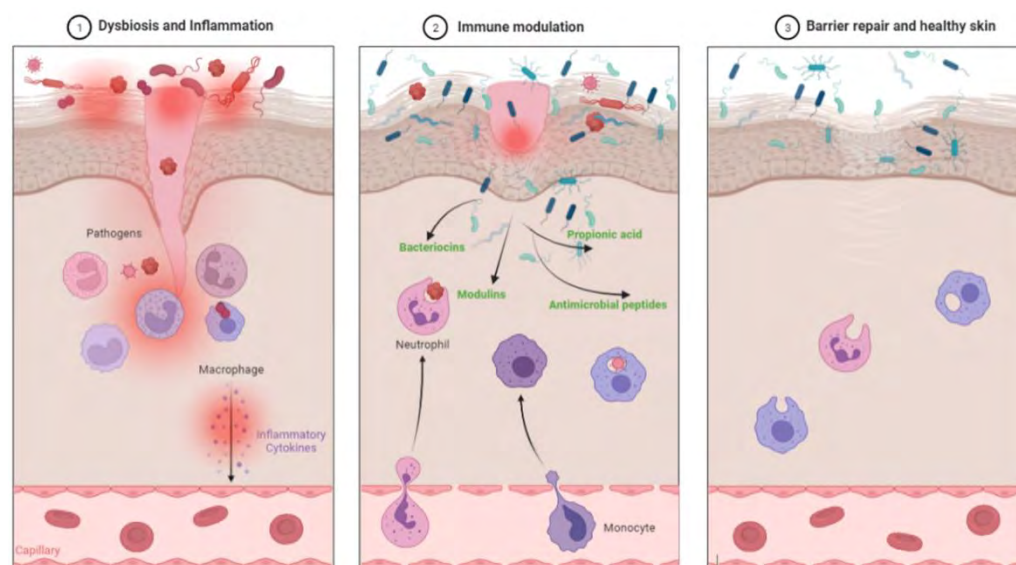 1 Dysbiosis and Inflammation
Pathogens
Macrophage
Inflammatory
Cytokines
Capillary
2 Immune modulation
Bacteriocins
Propionic acid
Modulins
Antimicrobial peptides
Neutrophil
Monocyte
3 Barrier repair and healthy skin